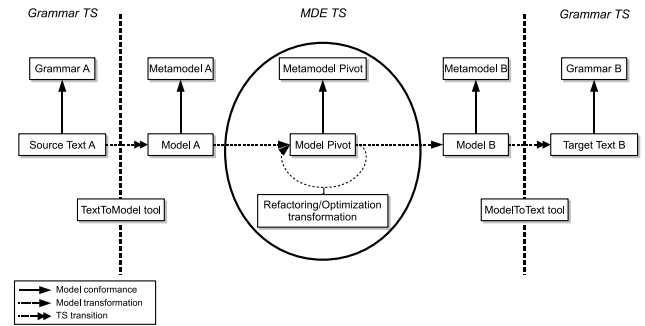 Grammar TS
MDE TS
Grammar TS
Grammar A
Metamodel A
Metamodel Pivot
Metamodel B
Grammar B
Source Text A
Model A
Model Pivot
Model B
Target Text B
TextToModel tool
Refactoring/Optimization
transformation
ModelToText tool
Model conformance
Model transformation
TS transition